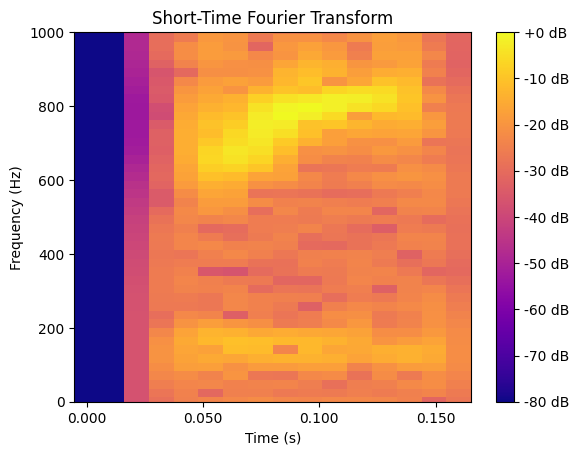 Short-Time Fourier Transform
1000
800
600
400
200
0
Frequency (Hz)
0.000
0.050
0.100
0.150
Time (s)
+0 dB
-10 dB
-20 dB
-30 dB
-40 dB
-50 dB
-60 dB
-70 dB
-80 dB